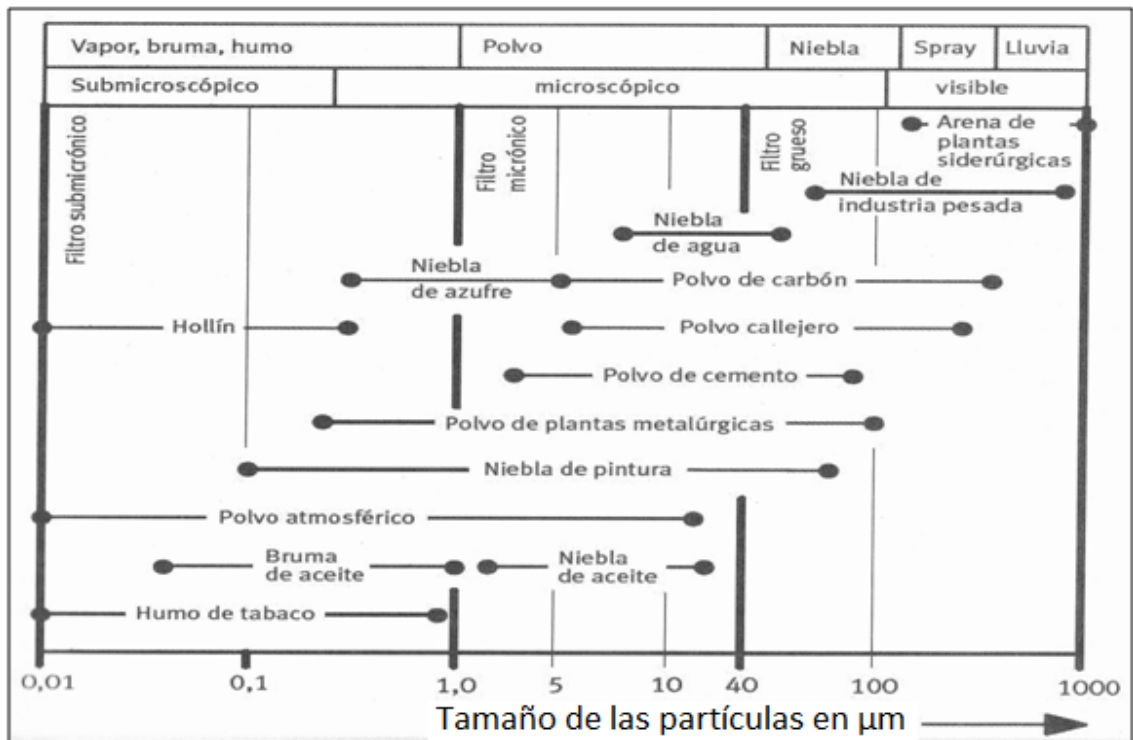 Vapor, bruma, humo
Polvo
Niebla
Spray
Lluvia
Submicroscópico
microscópico
visible
Filtro submicrónico
Filtro
micrónico
Filtro
grueso
Arena de
plantas
siderúrgicas
Niebla de
industria pesada
Niebla
de agua
Niebla
de azufre
Polvo de carbón
Hollín
Polvo callejero
Polvo de cemento
Polvo de plantas metalúrgicas
Niebla de pintura
Polvo atmosférico
Bruma
de aceite
Niebla
de aceite
Humo de tabaco
0,01
0,1
1,0
5
10
40
100
1000
Tamaño de las partículas en μm